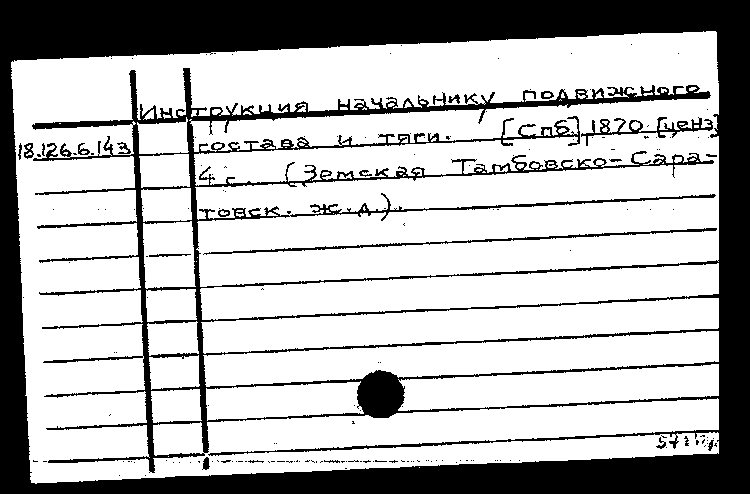 Инструкция начальнику подвижного
18.126.6.143
состава и тяги. [Спб], 1870 [ценз]
4 с. (Земская Тамбовско-Сара-
товск. ж.д.).